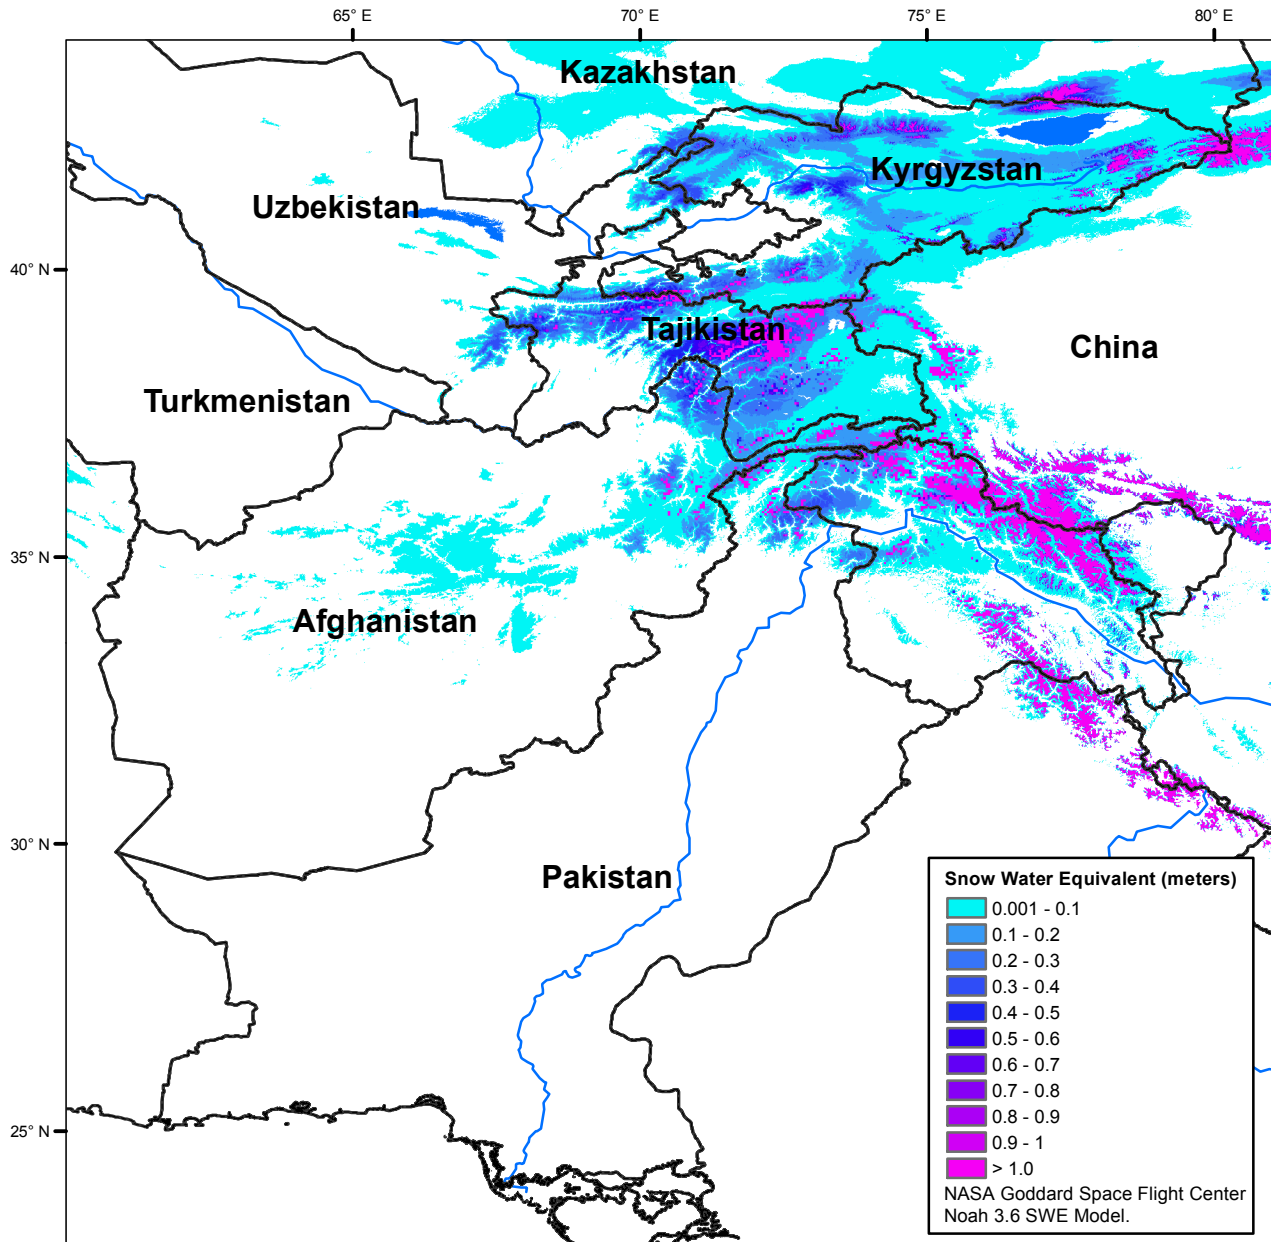 65° E
70° E
75° E
80° E
Kazakhstan
Kyrgyzstan
Uzbekistan
40° N
Tajikistan
China
Turkmenistan
35° N
Afghanistan
30° N
Pakistan
25° N
Snow Water Equivalent (meters)
0.001 - 0.1
0.1 - 0.2
0.2 - 0.3
0.3 - 0.4
0.4 - 0.5
0.5 - 0.6
0.6 - 0.7
0.7 - 0.8
0.8 - 0.9
0.9 - 1
> 1.0
NASA Goddard Space Flight Center
Noah 3.6 SWE Model.